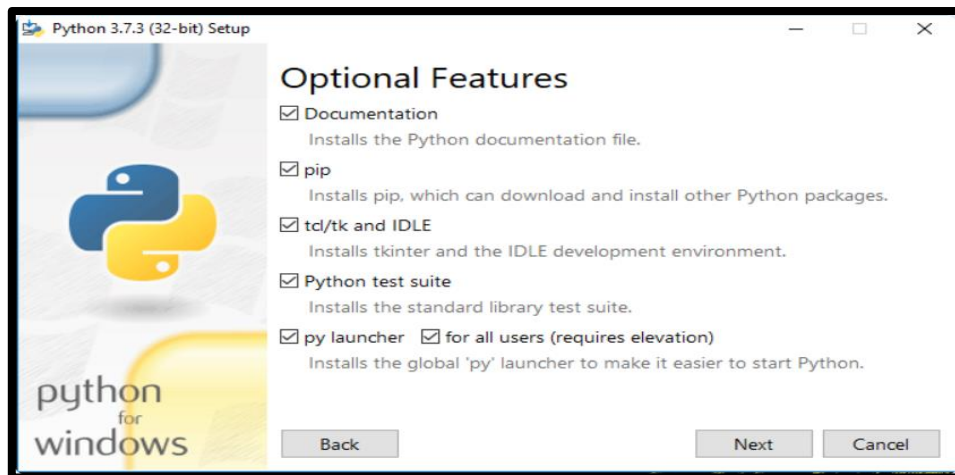 Python 3.7.3 (32-bit) Setup
Optional Features
Documentation
Installs the Python documentation file.
pip
Installs pip, which can download and install other Python packages.
tcl/tk and IDLE
Installs tkinter and the IDLE development environment.
Python test suite
Installs the standard library test suite.
py launcher for all users (requires elevation)
Installs the global 'py' launcher to make it easier to start Python.
python
for
windows
Back Next Cancel